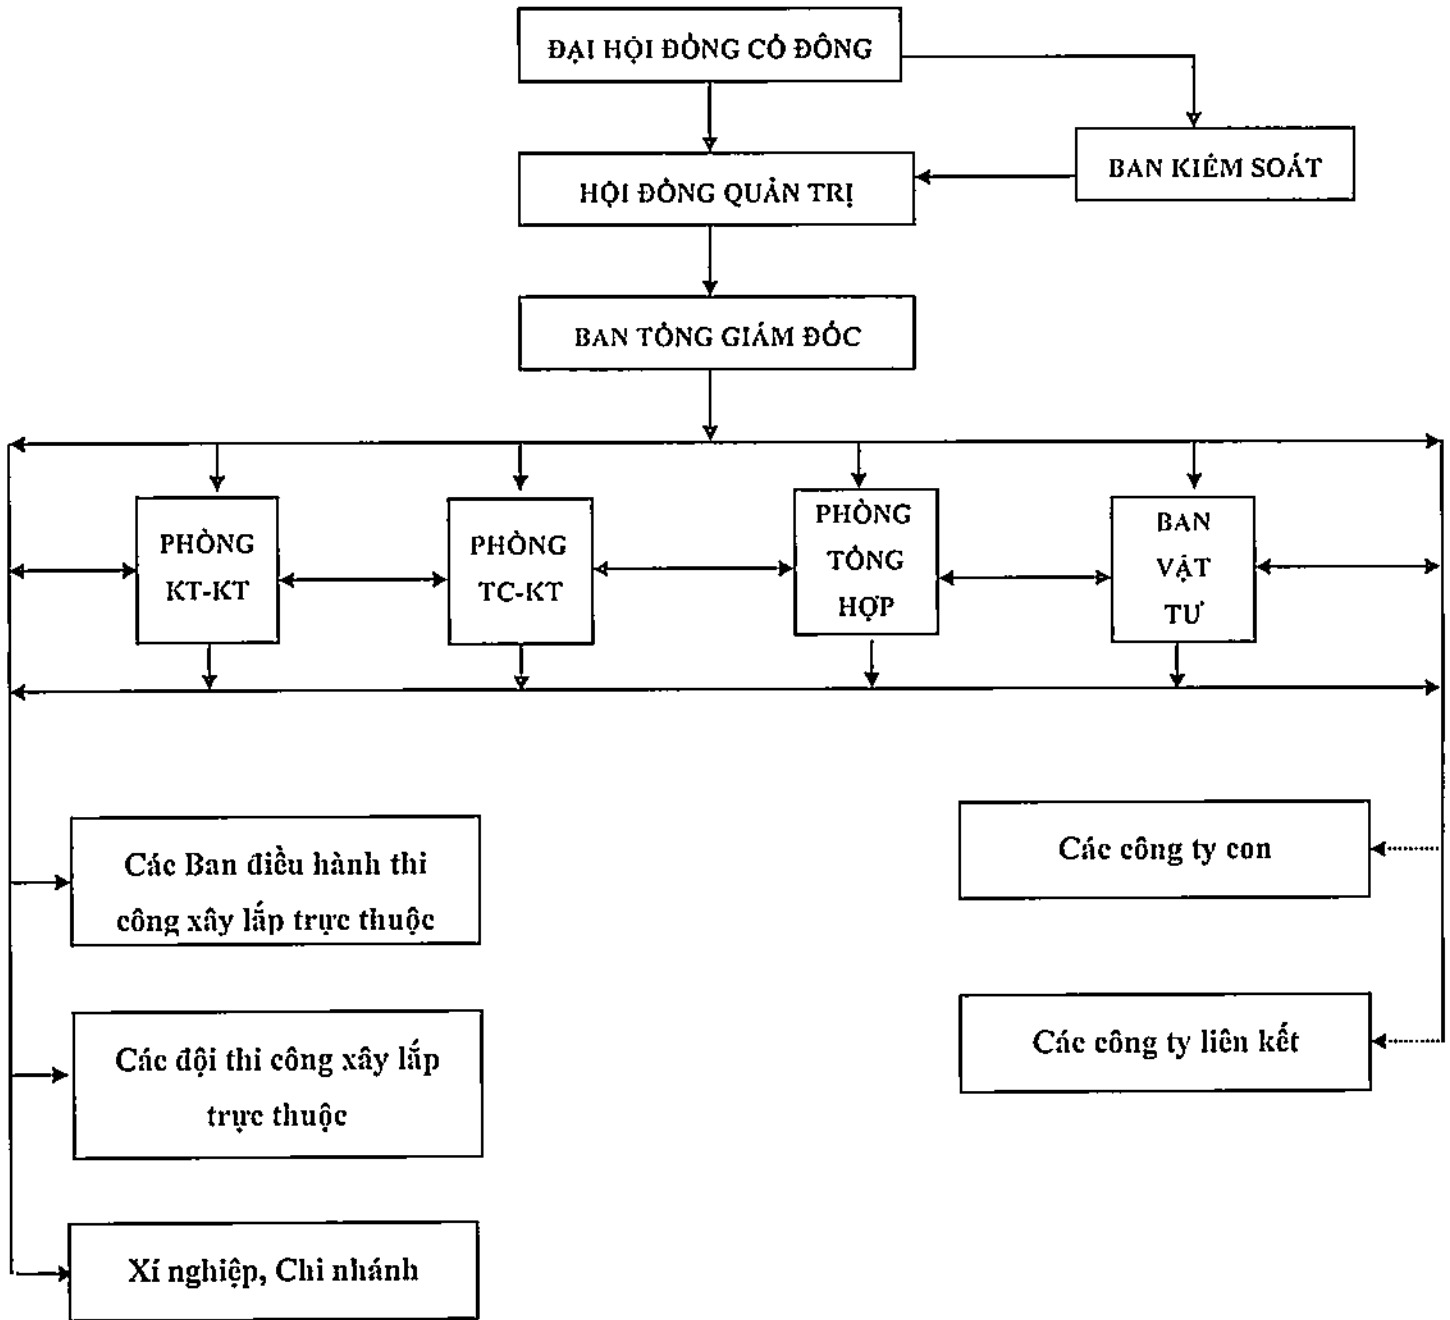 ĐẠI HỘI ĐỒNG CỔ ĐÔNG
BAN KIỂM SOÁT
HỘI ĐỒNG QUẢN TRỊ
BAN TỔNG GIÁM ĐỐC
PHÒNG
KT-KT
PHÒNG
TC-KT
PHÒNG
TỔNG
HỢP
BAN
VẬT
TƯ
Các Ban điều hành thi
công xây lắp trực thuộc
Các đội thi công xây lắp
trực thuộc
Xí nghiệp, Chi nhánh
Các công ty con
Các công ty liên kết